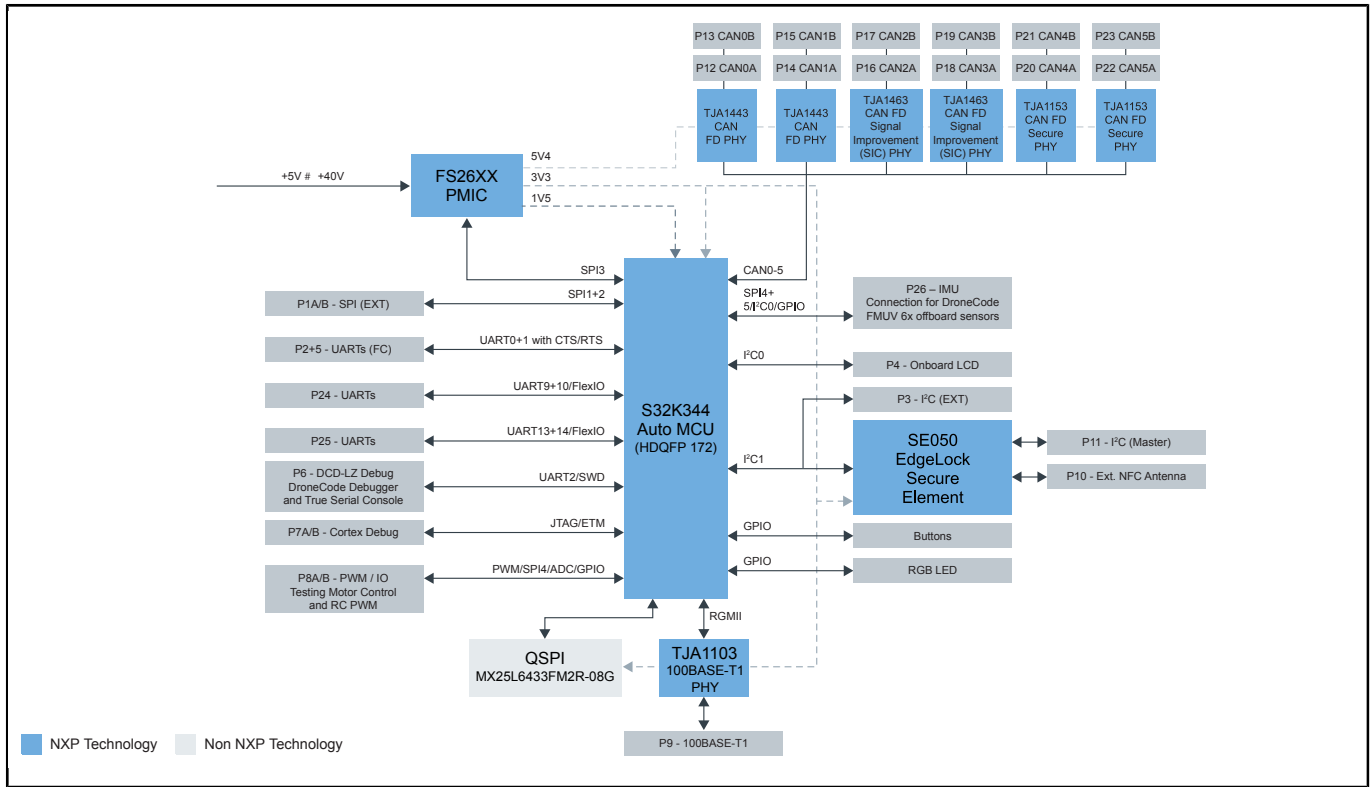 P13 CAN0B
P15 CAN1B
P17 CAN2B
P19 CAN3B
P21 CAN4B
P23 CAN5B
P12 CAN0A
P14 CAN1A
P16 CAN2A
P18 CAN3A
P20 CAN4A
P22 CAN5A
TJA1443
CAN
FD PHY
TJA1443
CAN
FD PHY
TJA1463
CAN FD
Signal
Improvement
(SIC) PHY
TJA1463
CAN FD
Signal
Improvement
(SIC) PHY
TJA1153
CAN FD
Secure
PHY
TJA1153
CAN FD
Secure
PHY
+5V # +40V
FS26XX
PMIC
5V4
3V3
1V5
SPI3
CAN0-5
SPI1+2
P1A/B - SPI (EXT)
SPI4+
5/I²C0/GPIO
P26 – IMU
Connection for DroneCode
FMUV 6x offboard sensors
P2+5 - UARTs (FC)
UART0+1 with CTS/RTS
I²C0
P4 - Onboard LCD
P24 - UARTs
UART9+10/FlexIO
P3 - I²C (EXT)
S32K344
Auto MCU
(HDQFP 172)
P25 - UARTs
UART13+14/FlexIO
I²C1
SE050
EdgeLock
Secure
Element
P11 - I²C (Master)
P10 - Ext. NFC Antenna
P6 - DCD-LZ Debug
DroneCode Debugger
and True Serial Console
UART2/SWD
P7A/B - Cortex Debug
JTAG/ETM
GPIO
Buttons
P8A/B - PWM / IO
Testing Motor Control
and RC PWM
PWM/SPI4/ADC/GPIO
GPIO
RGB LED
RGMII
QSPI
MX25L6433FM2R-08G
TJA1103
100BASE-T1
PHY
P9 - 100BASE-T1
NXP Technology
Non NXP Technology